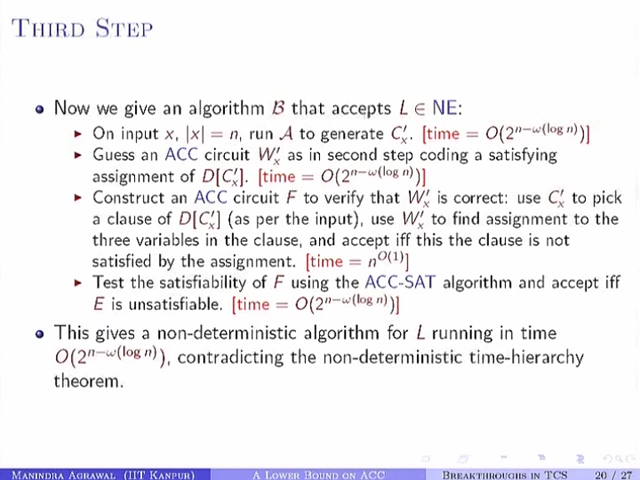 THIRD STEP
• Now we give an algorithm 𝓑 that accepts L ∈ NE:
▸ On input x, |x| = n, run 𝓐 to generate C′ₓ. [time = O(2^{n−ω(log n)})]
▸ Guess an ACC circuit W′ₓ as in second step coding a satisfying
assignment of D[C′ₓ]. [time = O(2^{n−ω(log n)})]
▸ Construct an ACC circuit F to verify that W′ₓ is correct: use C′ₓ to pick
a clause of D[C′ₓ] (as per the input), use W′ₓ to find assignment to the
three variables in the clause, and accept iff this the clause is not
satisfied by the assignment. [time = n^{O(1)}]
▸ Test the satisfiability of F using the ACC-SAT algorithm and accept iff
E is unsatisfiable. [time = O(2^{n−ω(log n)})]
• This gives a non-deterministic algorithm for L running in time
O(2^{n−ω(log n)}), contradicting the non-deterministic time-hierarchy
theorem.
MANINDRA AGRAWAL (IIT KANPUR) A LOWER BOUND ON ACC BREAKTHROUGHS IN TCS 20 / 27